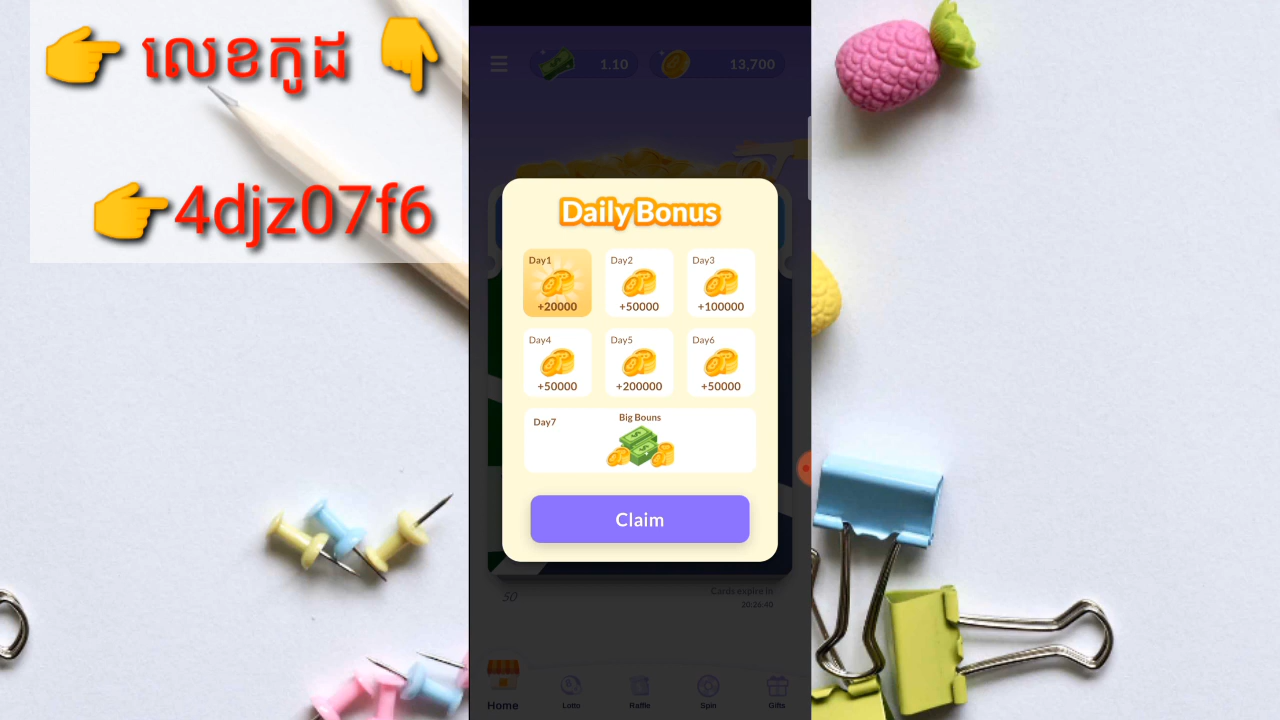 លេខកូដ
4djz07f6
1.10
13,700
Daily Bonus
Day1
Day2
Day3
+20000
+50000
+100000
Day4
Day5
Day6
+50000
+200000
+50000
Big Bouns
Day7
Claim
50
Cards expire in
20:26:40
Home
Lotto
Raffle
Spin
Gifts